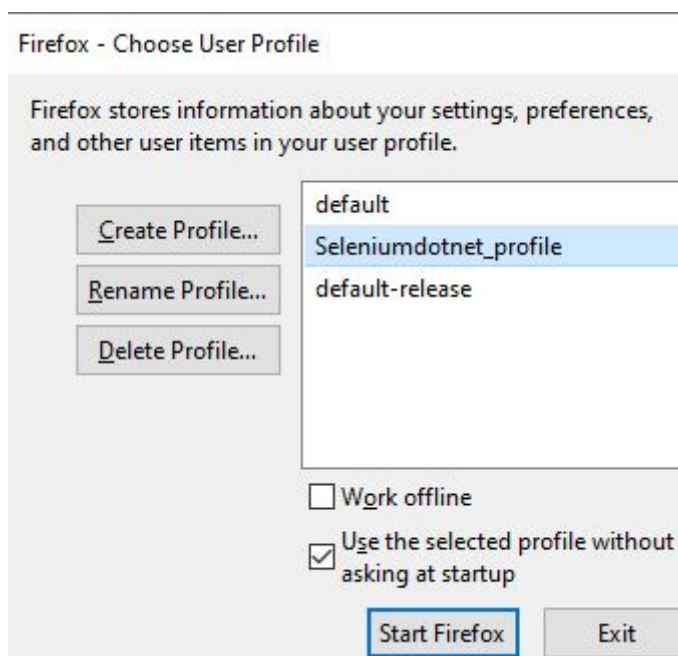 Firefox - Choose User Profile
Firefox stores information about your settings, preferences,
and other user items in your user profile.
Create Profile...
Rename Profile...
Delete Profile...
default
Seleniumdotnet_profile
default-release
Work offline
Use the selected profile without
asking at startup
Start Firefox
Exit